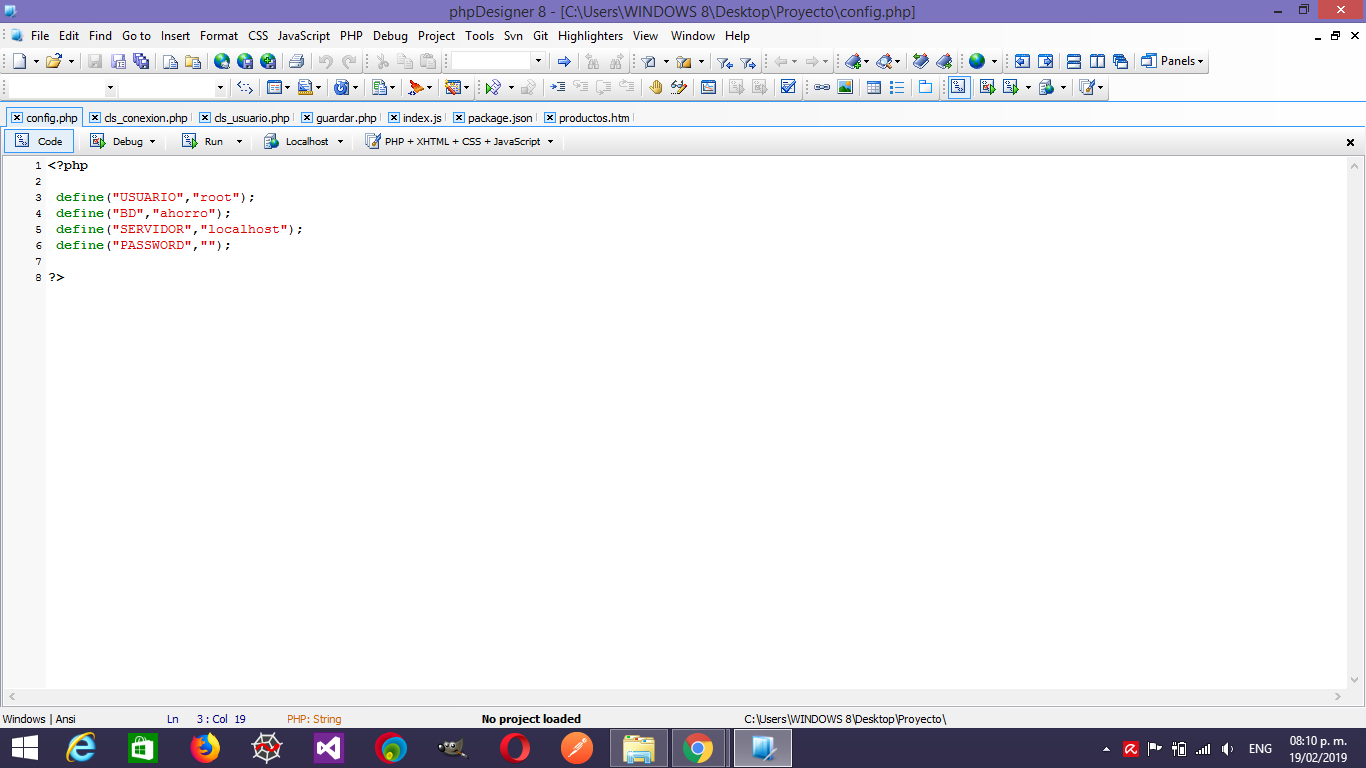 phpDesigner 8 - [C:\Users\WINDOWS 8\Desktop\Proyecto\config.php]
File Edit Find Go to Insert Format CSS JavaScript PHP Debug Project Tools Svn Git Highlighters View Window Help
Panels
config.php cls_conexion.php cls_usuario.php guardar.php index.js package.json productos.htm
Code Debug Run Localhost PHP + XHTML + CSS + JavaScript
1 <?php
2
3 define("USUARIO","root");
4 define("BD","ahorro");
5 define("SERVIDOR","localhost");
6 define("PASSWORD","");
7
8 ?>
Windows | Ansi Ln 3 : Col 19 PHP: String No project loaded C:\Users\WINDOWS 8\Desktop\Proyecto\
ENG 08:10 p. m.
19/02/2019